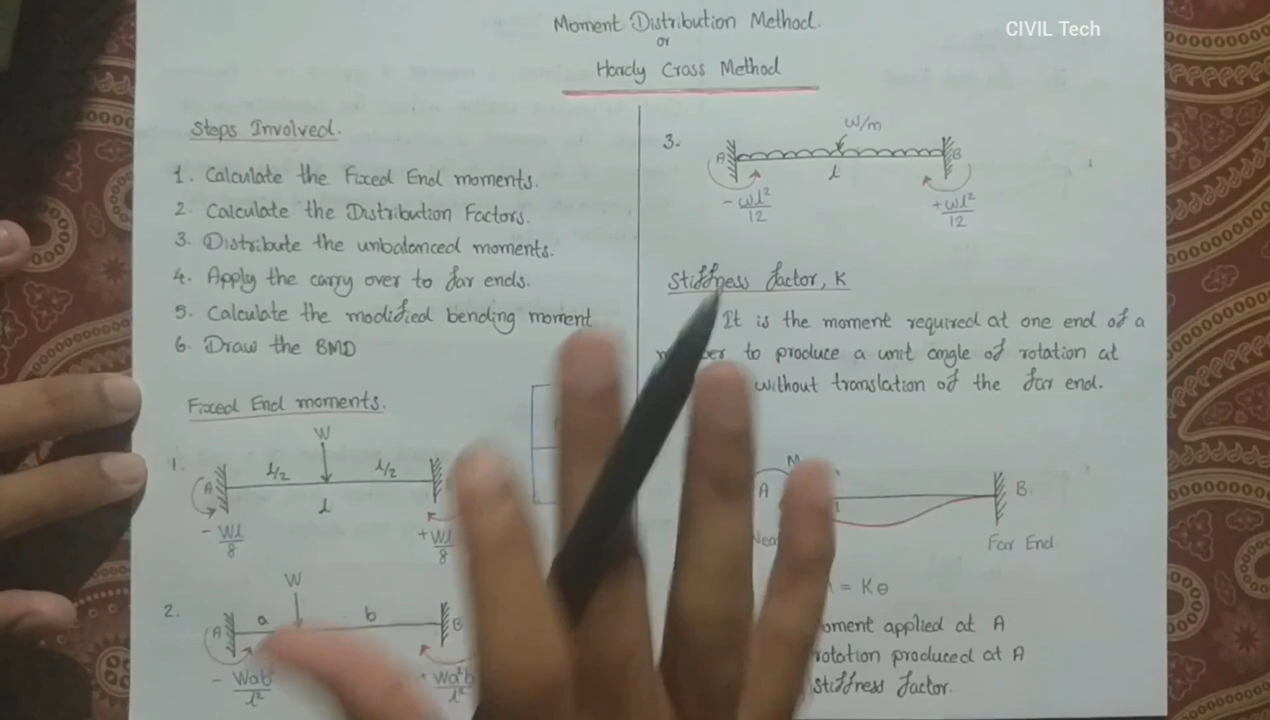 CIVIL Tech
Moment Distribution Method.
or
Hardy Cross Method
Steps Involved.
1. Calculate the Fixed End moments.
2. Calculate the Distribution Factors.
3. Distribute the unbalanced moments.
4. Apply the carry over to far ends.
5. Calculate the modified bending moment
6. Draw the BMD
Fixed End moments.
1.
W
l/2 l/2
A
l
- Wl/8 + Wl/8
2.
W
a b
A B
- Wab/l² Wa²b/l²
3.
w/m
A B
l
- wl²/12 + wl²/12
Stiffness factor, K
It is the moment required at one end of a
to produce a unit angle of rotation at
without translation of the far end.
M
A B
Far End
= Kθ
moment applied at A
rotation produced at A
stiffness factor.